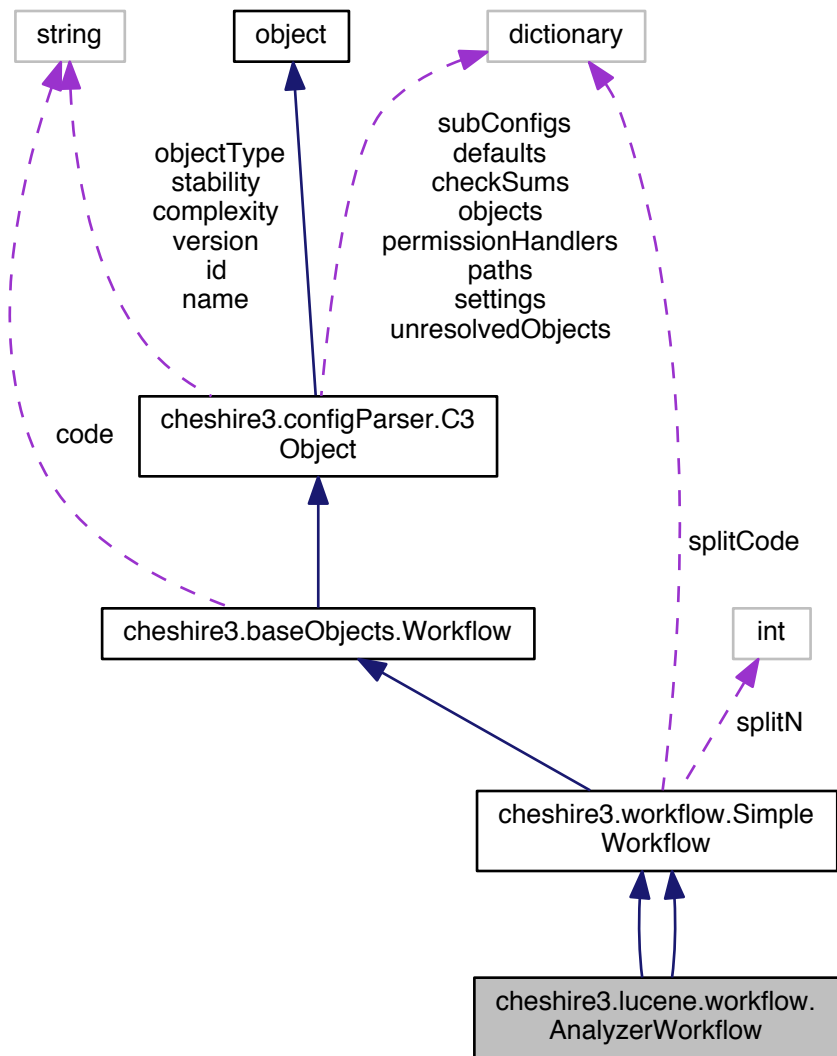 string
object
dictionary
objectType
stability
complexity
version
id
name
subConfigs
defaults
checkSums
objects
permissionHandlers
paths
settings
unresolvedObjects
cheshire3.configParser.C3
Object
code
splitCode
cheshire3.baseObjects.Workflow
int
splitN
cheshire3.workflow.Simple
Workflow
cheshire3.lucene.workflow.
AnalyzerWorkflow